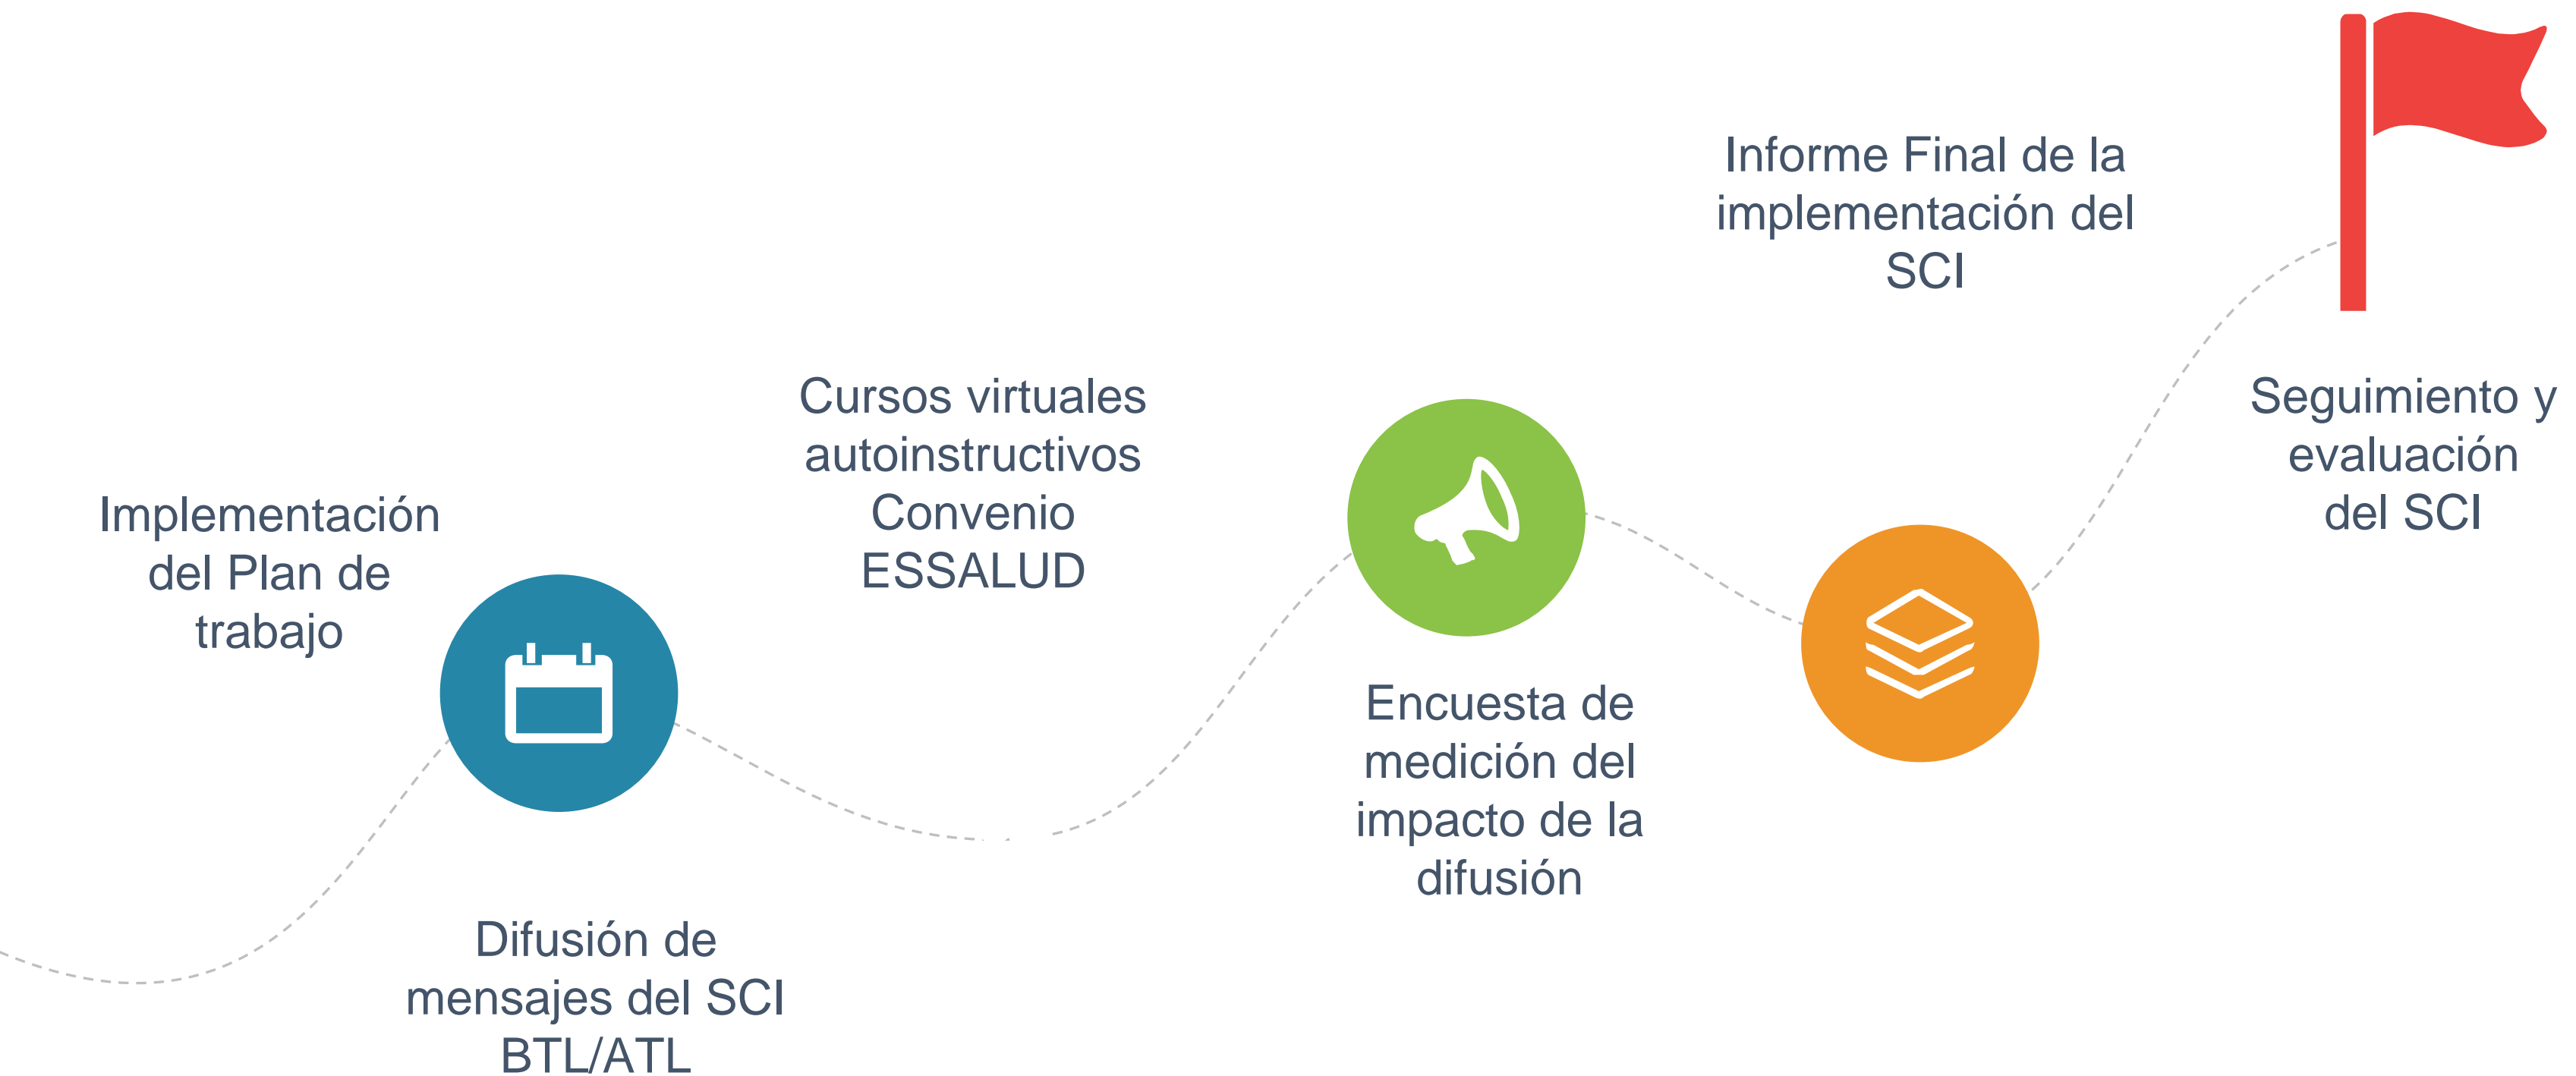 Implementación
del Plan de
trabajo
Difusión de
mensajes del SCI
BTL/ATL
Cursos virtuales
autoinstructivos
Convenio
ESSALUD
Encuesta de
medición del
impacto de la
difusión
Informe Final de la
implementación del
SCI
Seguimiento y
evaluación
del SCI